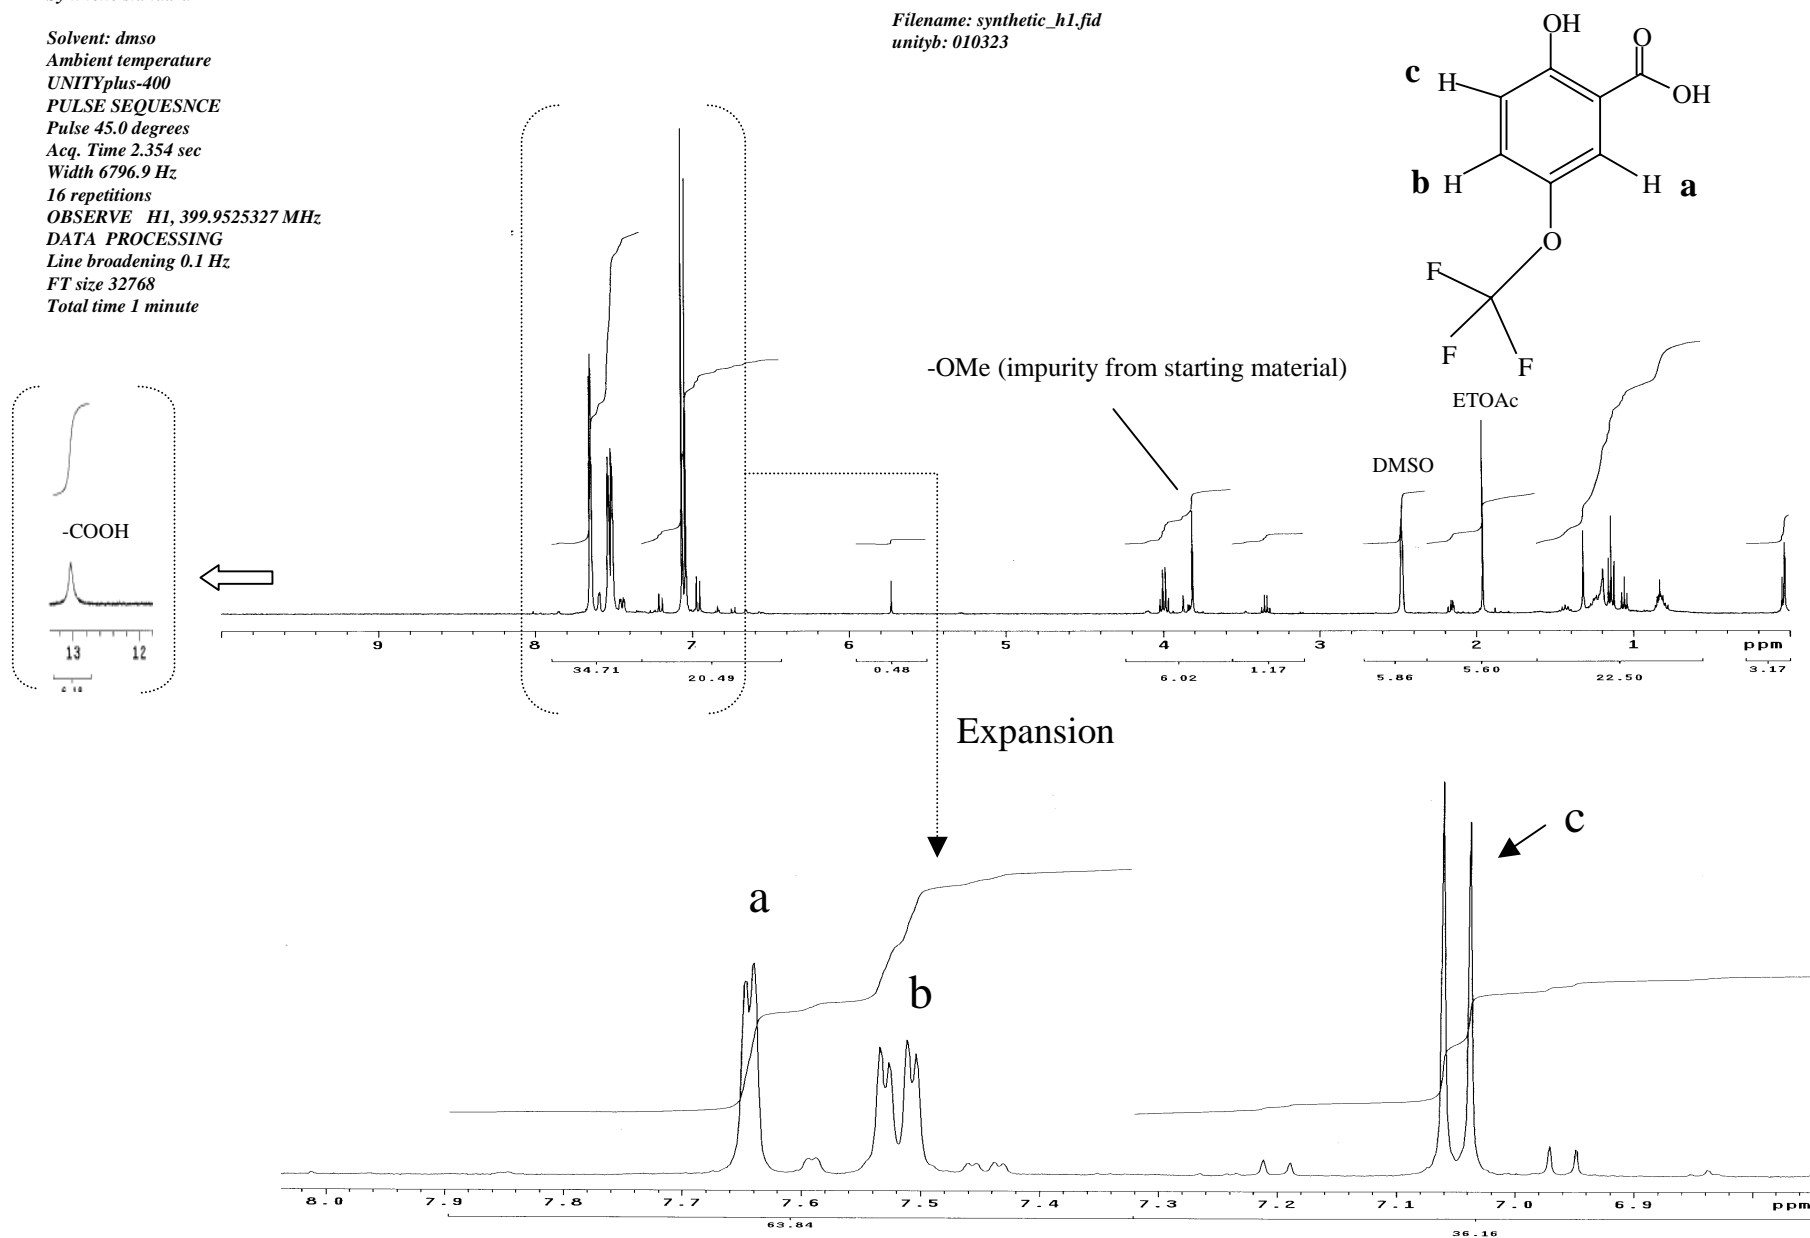 Solvent: dmso
Ambient temperature
UNITYplus-400
PULSE SEQUESNCE
Pulse 45.0 degrees
Acq. Time 2.354 sec
Width 6796.9 Hz
16 repetitions
OBSERVE H1, 399.9525327 MHz
DATA PROCESSING
Line broadening 0.1 Hz
FT size 32768
Total time 1 minute
Filename: synthetic_h1.fid
unityb: 010323
OH
O
c H
OH
b H
H a
O
F
F
F
-OMe (impurity from starting material)
ETOAc
DMSO
-COOH
13 12
9 8 7 6 5 4 3 2 1 ppm
34.71 20.49 0.48 6.02 1.17 5.86 5.60 22.50 3.17
Expansion
c
a
b
8.0 7.9 7.8 7.7 7.6 7.5 7.4 7.3 7.2 7.1 7.0 6.9 ppm
63.84 36.16